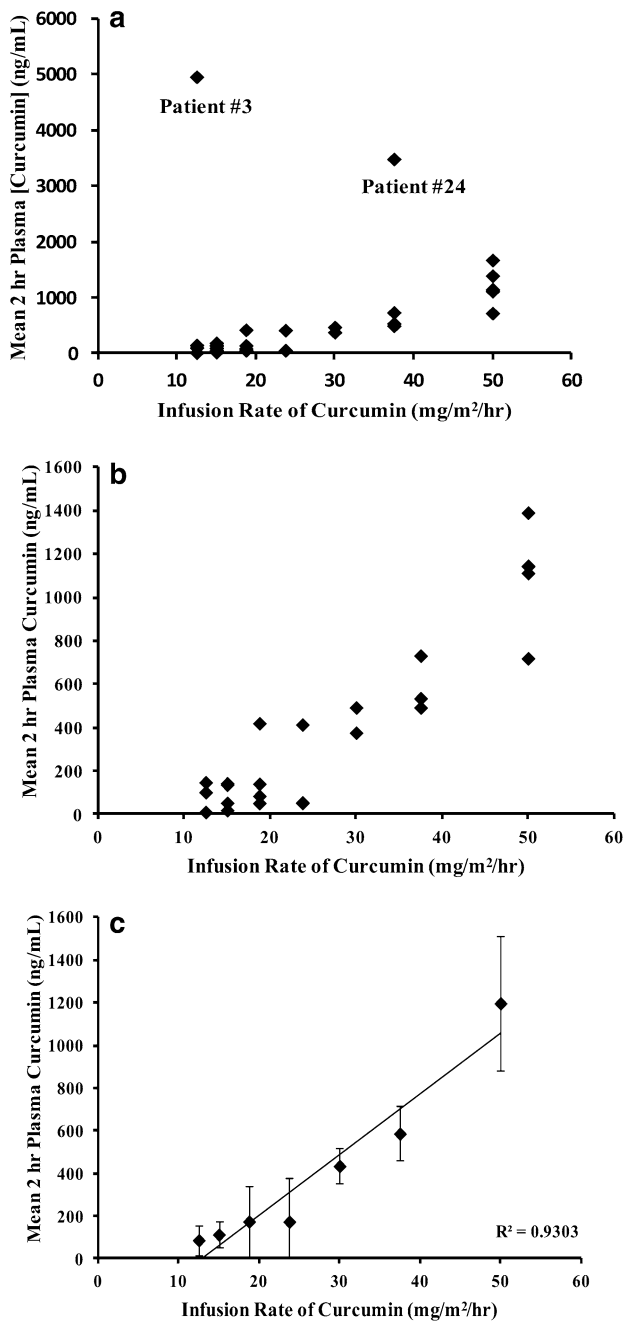 a
Mean 2 hr Plasma [Curcumin] (ng/mL)
6000
5000
4000
3000
2000
1000
0
Patient #3
Patient #24
0 10 20 30 40 50 60
Infusion Rate of Curcumin (mg/m²/hr)
b
Mean 2 hr Plasma Curcumin (ng/mL)
1600
1400
1200
1000
800
600
400
200
0
0 10 20 30 40 50 60
Infusion Rate of Curcumin (mg/m²/hr)
c
Mean 2 hr Plasma Curcumin (ng/mL)
1600
1400
1200
1000
800
600
400
200
0
R² = 0.9303
0 10 20 30 40 50 60
Infusion Rate of Curcumin (mg/m²/hr)